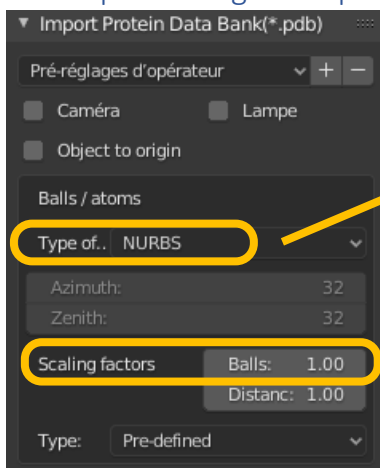 Import Protein Data Bank(*.pdb)
Pré-réglages d'opérateur
Caméra Lampe
Object to origin
Balls / atoms
Type of.. NURBS
Azimuth: 32
Zenith: 32
Scaling factors Balls: 1.00
Distanc: 1.00
Type: Pre-defined